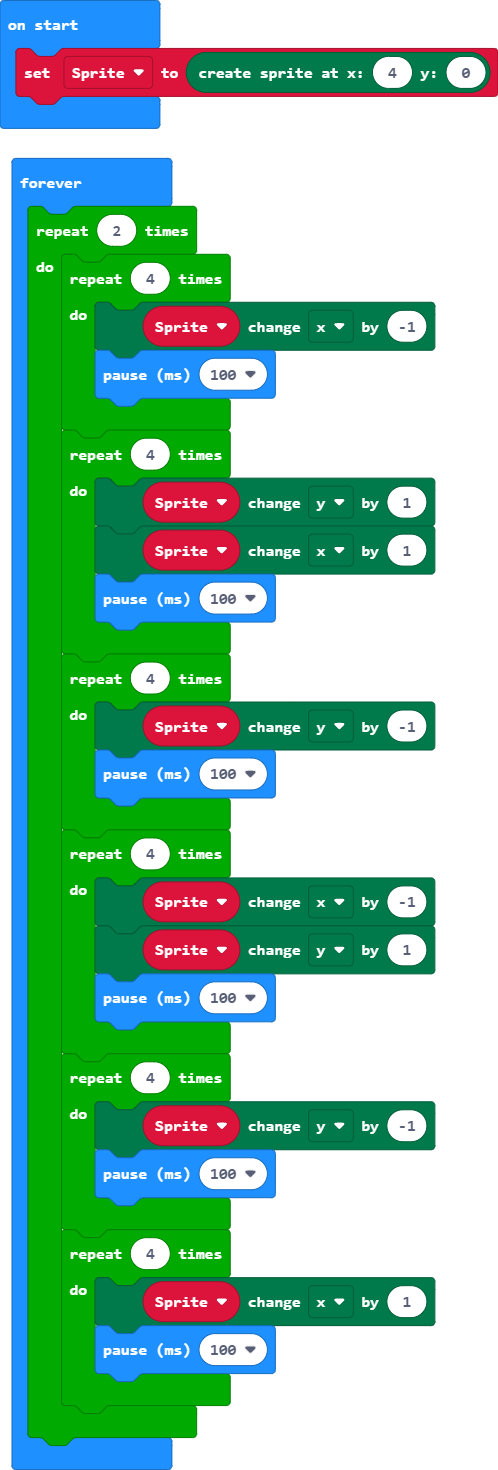 on start
set Sprite to create sprite at x: 4 y: 0
forever
repeat 2 times
do
repeat 4 times
do
Sprite change x by -1
pause (ms) 100
repeat 4 times
do
Sprite change y by 1
Sprite change x by 1
pause (ms) 100
repeat 4 times
do
Sprite change y by -1
pause (ms) 100
repeat 4 times
do
Sprite change x by -1
Sprite change y by 1
pause (ms) 100
repeat 4 times
do
Sprite change y by -1
pause (ms) 100
repeat 4 times
do
Sprite change x by 1
pause (ms) 100